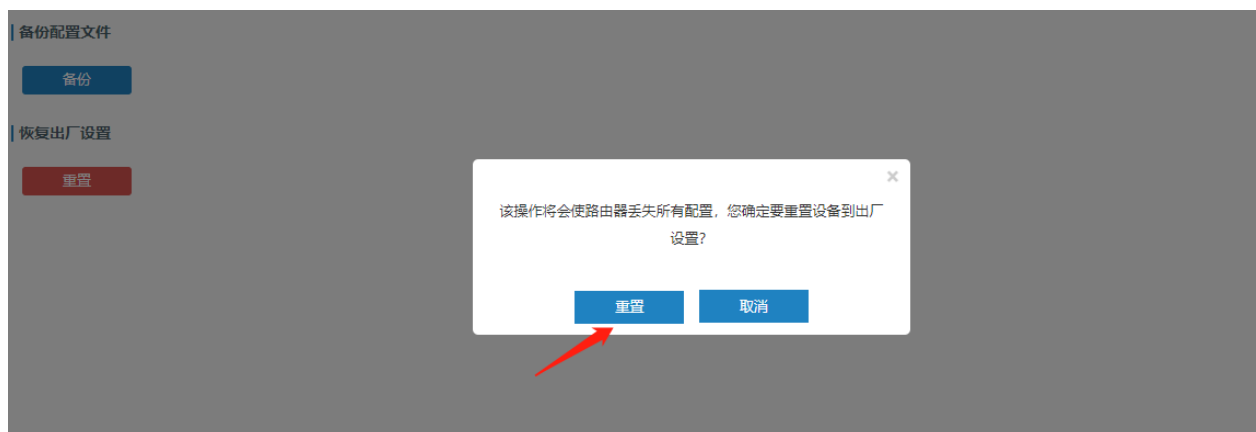 备份配置文件
备份
恢复出厂设置
重置
×
该操作将会使路由器丢失所有配置，您确定要重置设备到出厂
设置?
重置
取消